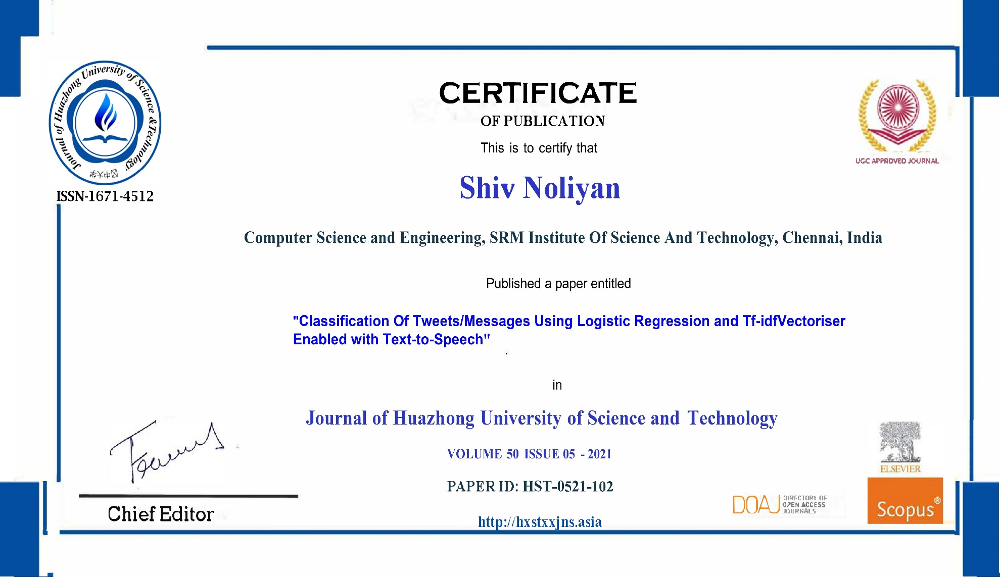 Journal of Huazhong University of Science & Technology
中大学
ISSN-1671-4512
CERTIFICATE
OF PUBLICATION
This is to certify that
Shiv Noliyan
UGC APPROVED JOURNAL
Computer Science and Engineering, SRM Institute Of Science And Technology, Chennai, India
Published a paper entitled
"Classification Of Tweets/Messages Using Logistic Regression and Tf-idfVectoriser
Enabled with Text-to-Speech"
.
in
Journal of Huazhong University of Science and Technology
VOLUME 50 ISSUE 05 - 2021
PAPER ID: HST-0521-102
http://hxstxxjns.asia
Chief Editor
DOAJ DIRECTORY OF
OPEN ACCESS
JOURNALS
ELSEVIER
Scopus®